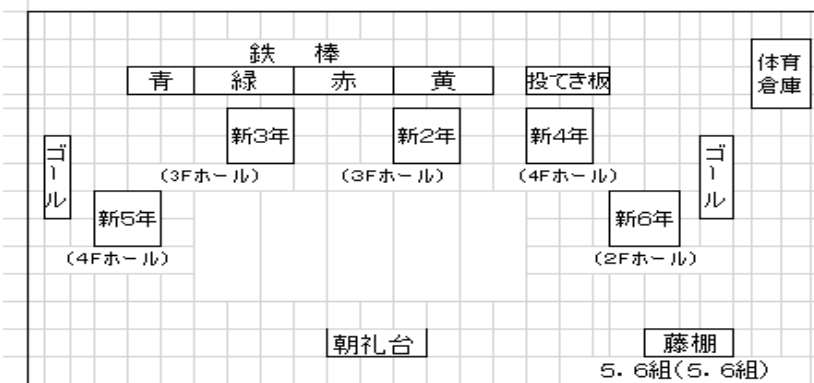 鉄 棒
青 緑 赤 黄 投てき板
体育
倉庫
新3年 新2年 新4年
(3Fホール) (3Fホール) (4Fホール)
ゴール ゴール
新5年 新6年
(4Fホール) (2Fホール)
朝礼台 藤棚
5.6組(5.6組)